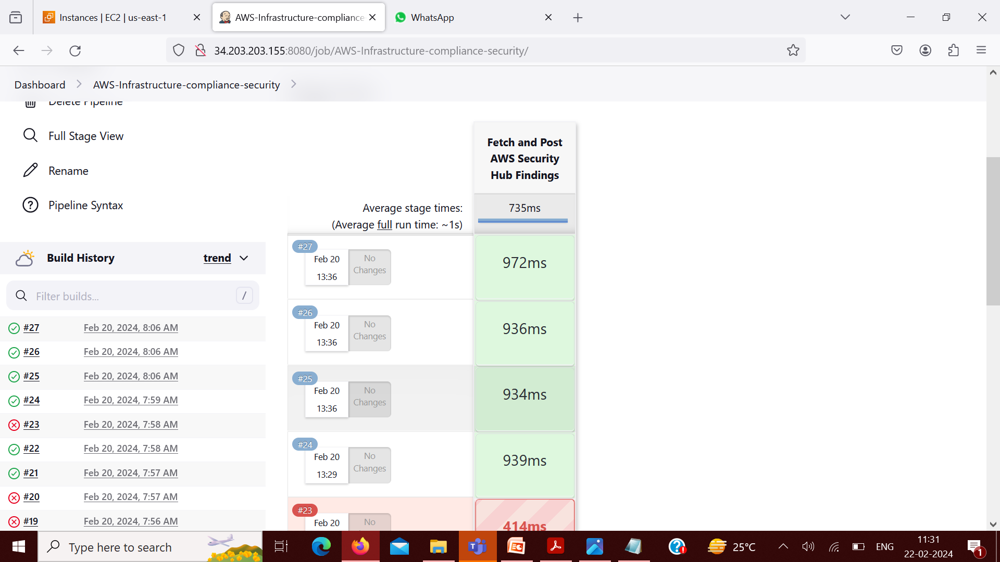 Instances | EC2 | us-east-1
AWS-Infrastructure-compliance
WhatsApp
34.203.203.155:8080/job/AWS-Infrastructure-compliance-security/
Dashboard
AWS-Infrastructure-compliance-security
Delete Pipeline
Full Stage View
Rename
Pipeline Syntax
Build History
trend
Filter builds...
/
#27
Feb 20, 2024, 8:06 AM
#26
Feb 20, 2024, 8:06 AM
#25
Feb 20, 2024, 8:06 AM
#24
Feb 20, 2024, 7:59 AM
#23
Feb 20, 2024, 7:58 AM
#22
Feb 20, 2024, 7:58 AM
#21
Feb 20, 2024, 7:57 AM
#20
Feb 20, 2024, 7:57 AM
#19
Feb 20, 2024, 7:56 AM
Fetch and Post
AWS Security
Hub Findings
Average stage times:
(Average full run time: ~1s)
735ms
#27
Feb 20
13:36
No
Changes
972ms
#26
Feb 20
13:36
No
Changes
936ms
#25
Feb 20
13:36
No
Changes
934ms
#24
Feb 20
13:29
No
Changes
939ms
#23
Feb 20
No
414ms
Type here to search
25°C
ENG
11:31
22-02-2024
1